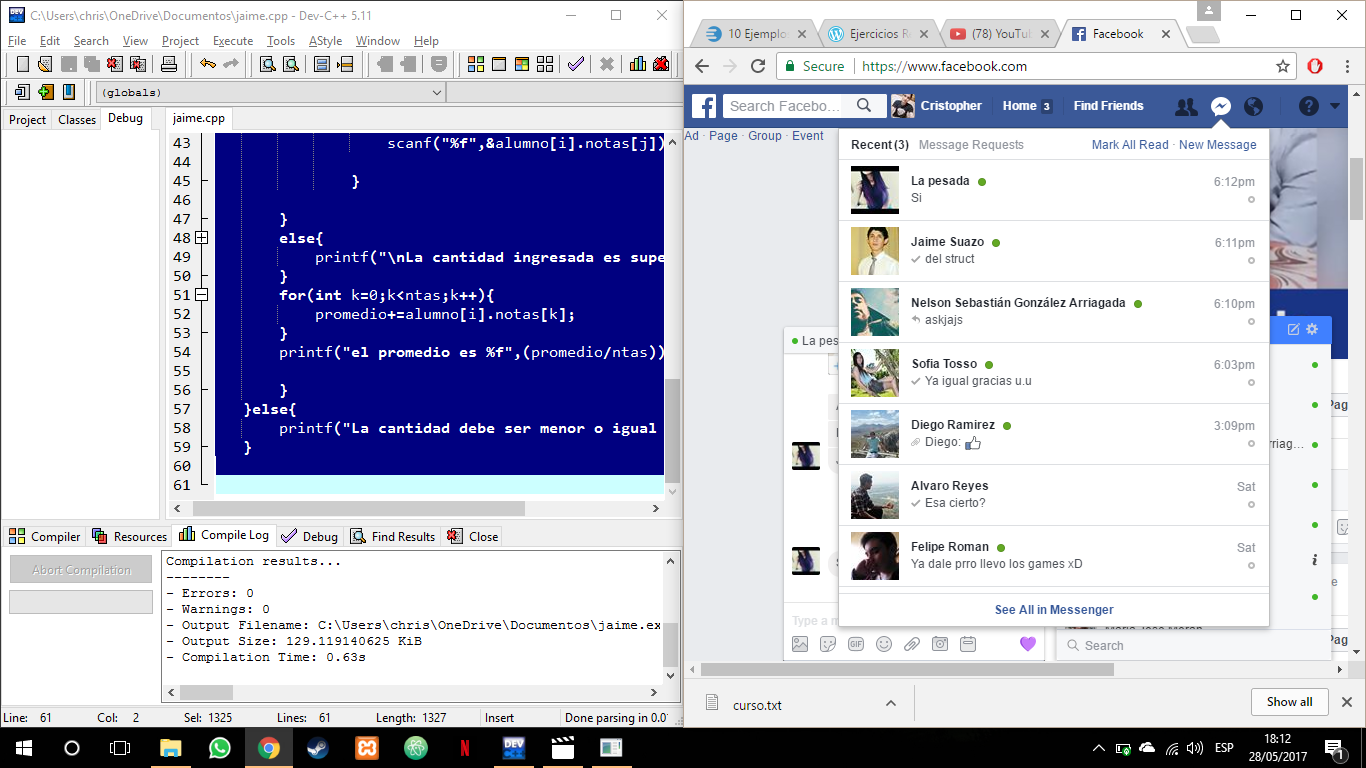 C:\Users\chris\OneDrive\Documentos\jaime.cpp - Dev-C++ 5.11
File Edit Search View Project Execute Tools AStyle Window Help
(globals)
Project Classes Debug
jaime.cpp
43 scanf("%f",&alumno[i].notas[j])
44
45 }
46
47 }
48 else{
49 printf("\nLa cantidad ingresada es supe
50 }
51 for(int k=0;k<ntas;k++){
52 promedio+=alumno[i].notas[k];
53 }
54 printf("el promedio es %f",(promedio/ntas))
55
56 }
57 }else{
58 printf("La cantidad debe ser menor o igual
59 }
60
61
Compiler Resources Compile Log Debug Find Results Close
Abort Compilation
Compilation results...
--------
- Errors: 0
- Warnings: 0
- Output Filename: C:\Users\chris\OneDrive\Documentos\jaime.ex
- Output Size: 129.119140625 KiB
- Compilation Time: 0.63s
Line: 61 Col: 2 Sel: 1325 Lines: 61 Length: 1327 Insert Done parsing in 0.01
10 Ejemplos
Ejercicios R
(78) YouTub
Facebook
Secure https://www.facebook.com
Search Facebo...
Cristopher Home 3 Find Friends
Ad · Page · Group · Event
Recent (3) Message Requests Mark All Read · New Message
La pesada 6:12pm
Si
Jaime Suazo 6:11pm
del struct
Nelson Sebastián González Arriagada 6:10pm
askjajs
Sofia Tosso 6:03pm
Ya igual gracias u.u
Diego Ramirez 3:09pm
Diego:
Alvaro Reyes Sat
Esa cierto?
Felipe Roman Sat
Ya dale prro llevo los games xD
See All in Messenger
La pes
Type a m
GIF
Pag
rriag...
Search
Pag
curso.txt
Show all
DEV
ESP
18:12
28/05/2017
1